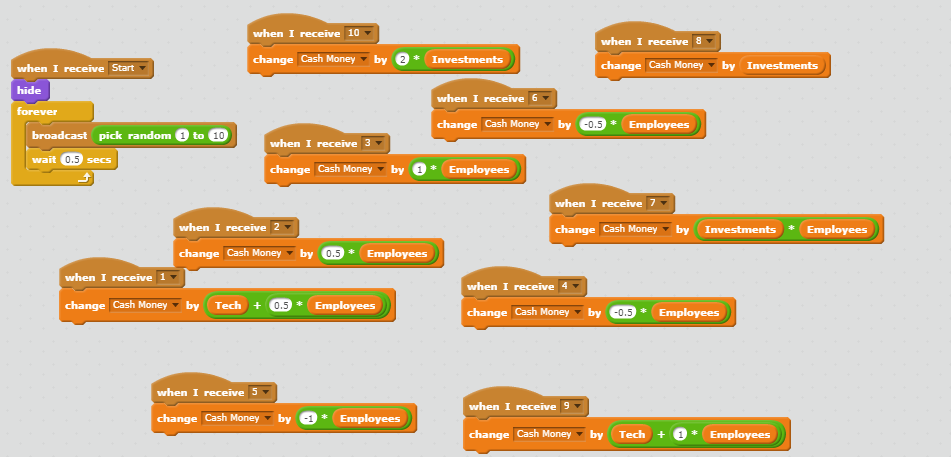 when I receive Start
hide
forever
broadcast pick random 1 to 10
wait 0.5 secs
when I receive 10
change Cash Money by 2 * Investments
when I receive 8
change Cash Money by Investments
when I receive 6
change Cash Money by -0.5 * Employees
when I receive 3
change Cash Money by 1 * Employees
when I receive 7
change Cash Money by Investments * Employees
when I receive 2
change Cash Money by 0.5 * Employees
when I receive 1
change Cash Money by Tech + 0.5 * Employees
when I receive 4
change Cash Money by -0.5 * Employees
when I receive 5
change Cash Money by -1 * Employees
when I receive 9
change Cash Money by Tech + 1 * Employees